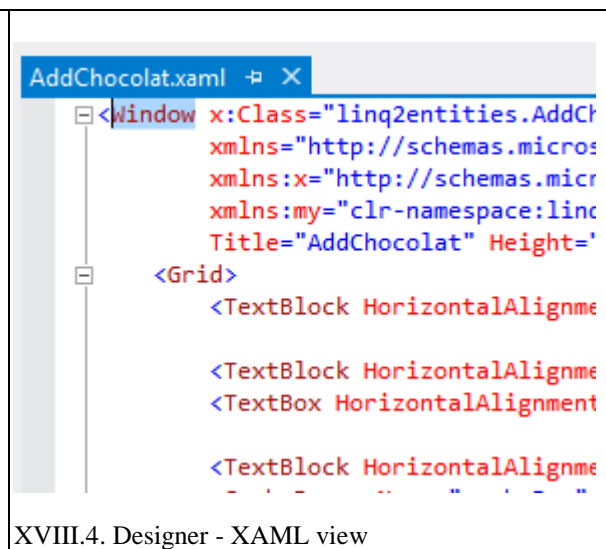 AddChocolat.xaml
<Window x:Class="linq2entities.AddCh
xmlns="http://schemas.micros
xmlns:x="http://schemas.micr
xmlns:my="clr-namespace:linq
Title="AddChocolat" Height="
<Grid>
<TextBlock HorizontalAlignme
<TextBlock HorizontalAlignme
<TextBox HorizontalAlignment
<TextBlock HorizontalAlignme
XVIII.4. Designer - XAML view